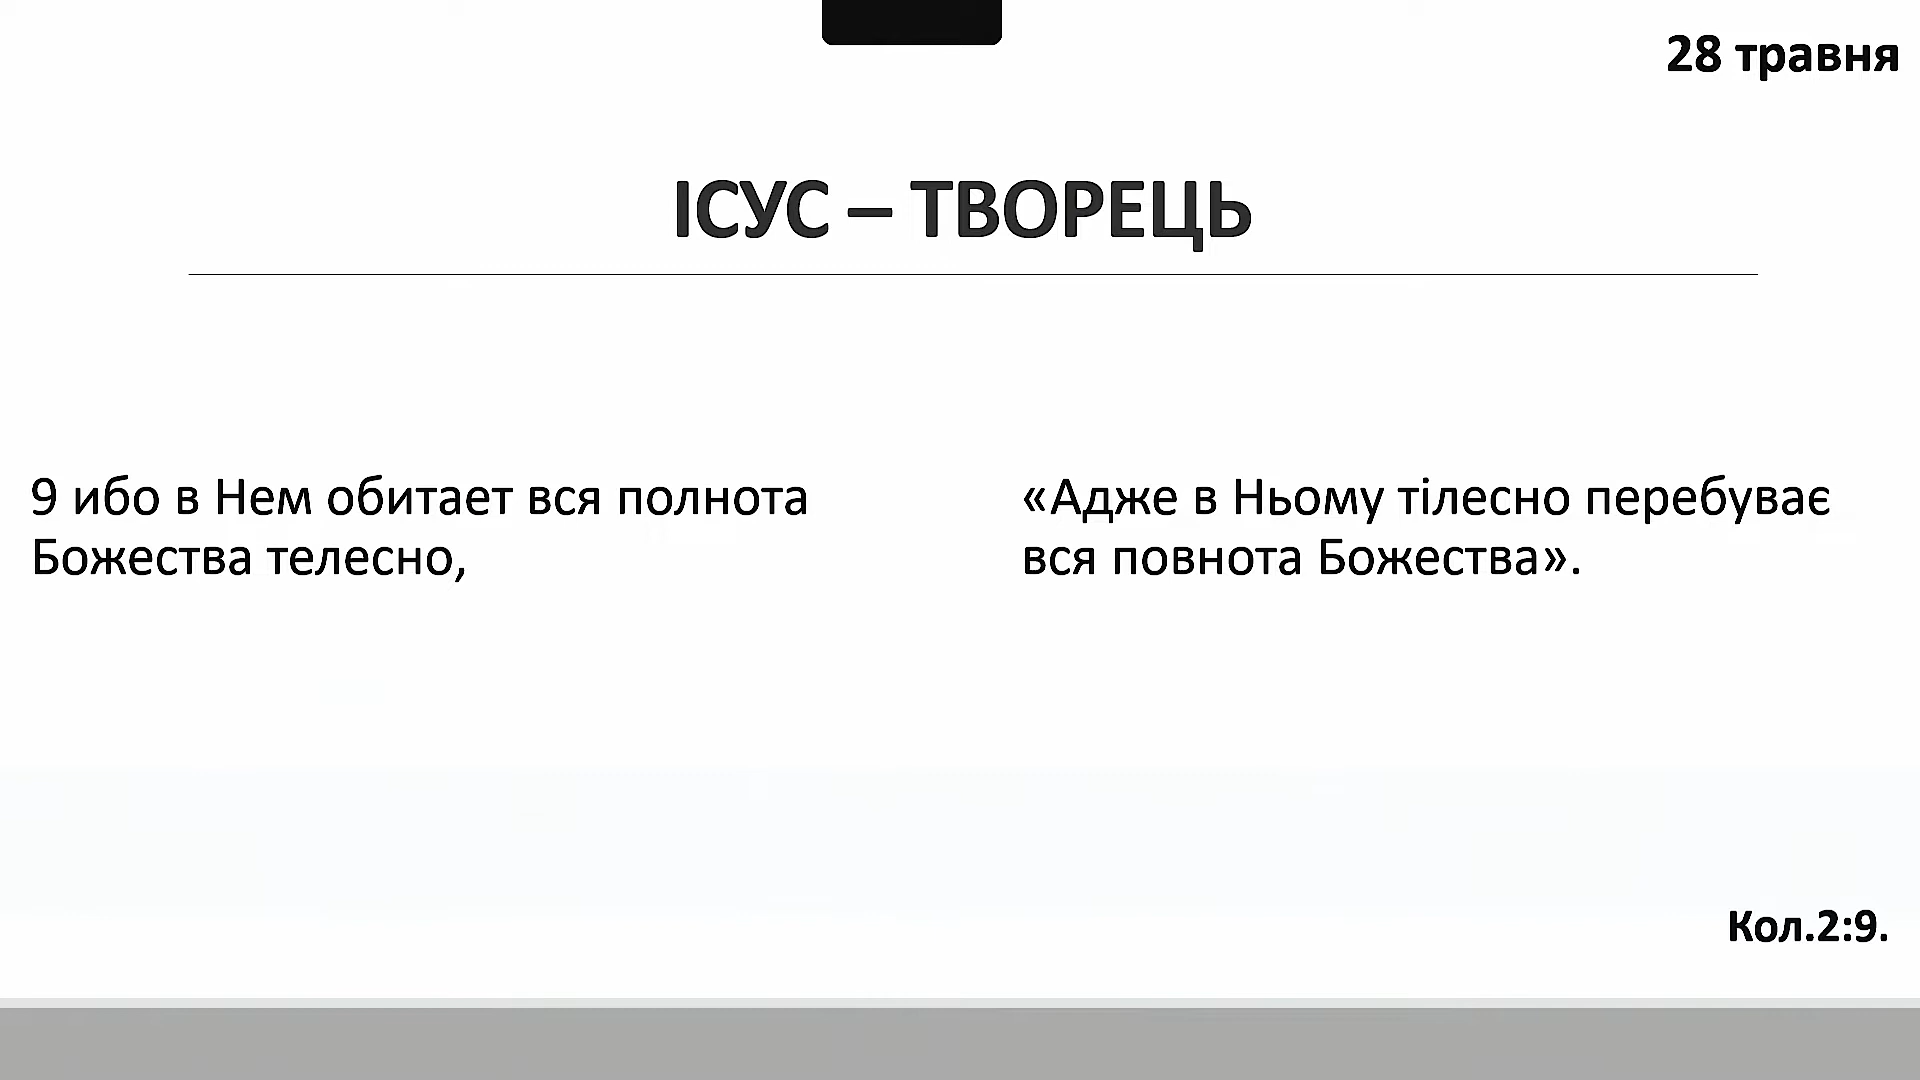 28 травня
ІСУС – ТВОРЕЦЬ
9 ибо в Нем обитает вся полнота
Божества телесно,
«Адже в Ньому тілесно перебуває
вся повнота Божества».
Кол.2:9.